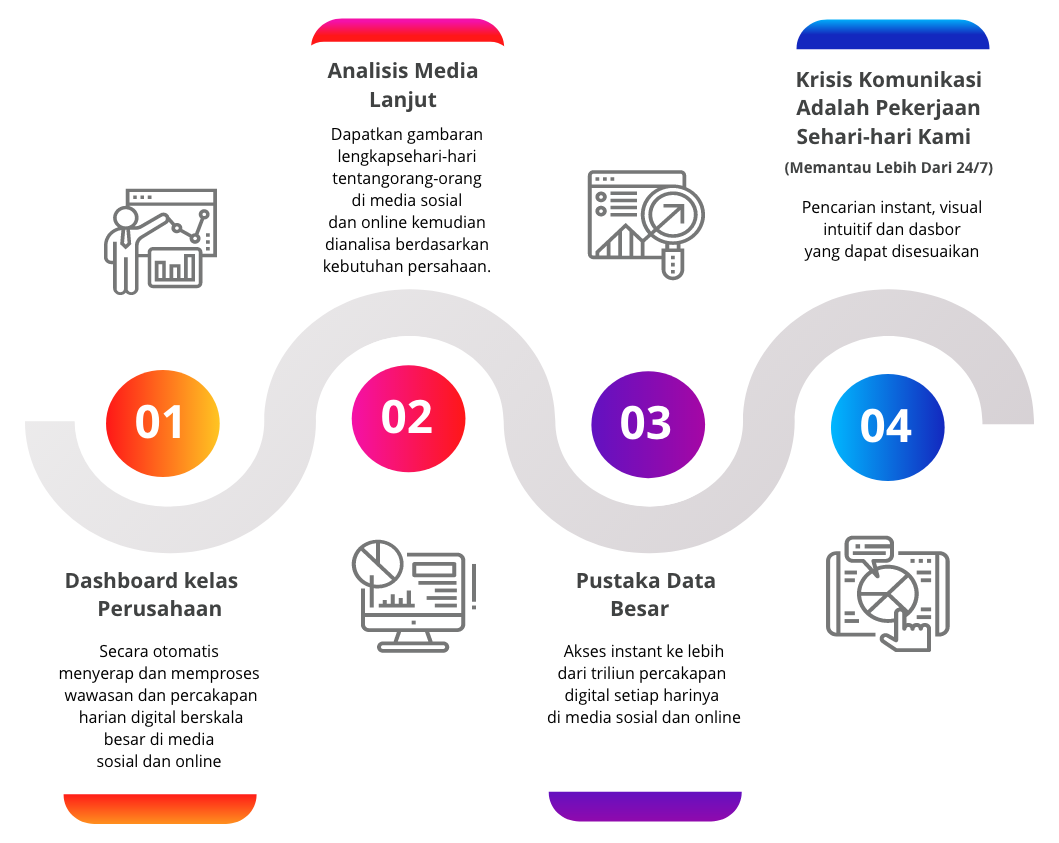 01
Dashboard kelas
Perusahaan
Secara otomatis
menyerap dan memproses
wawasan dan percakapan
harian digital berskala
besar di media
sosial dan online
Analisis Media
Lanjut
Dapatkan gambaran
lengkapsehari-hari
tentangorang-orang
di media sosial
dan online kemudian
dianalisa berdasarkan
kebutuhan persahaan.
02
03
Pustaka Data
Besar
Akses instant ke lebih
dari triliun percakapan
digital setiap harinya
di media sosial dan online
Krisis Komunikasi
Adalah Pekerjaan
Sehari-hari Kami
(Memantau Lebih Dari 24/7)
Pencarian instant, visual
intuitif dan dasbor
yang dapat disesuaikan
04